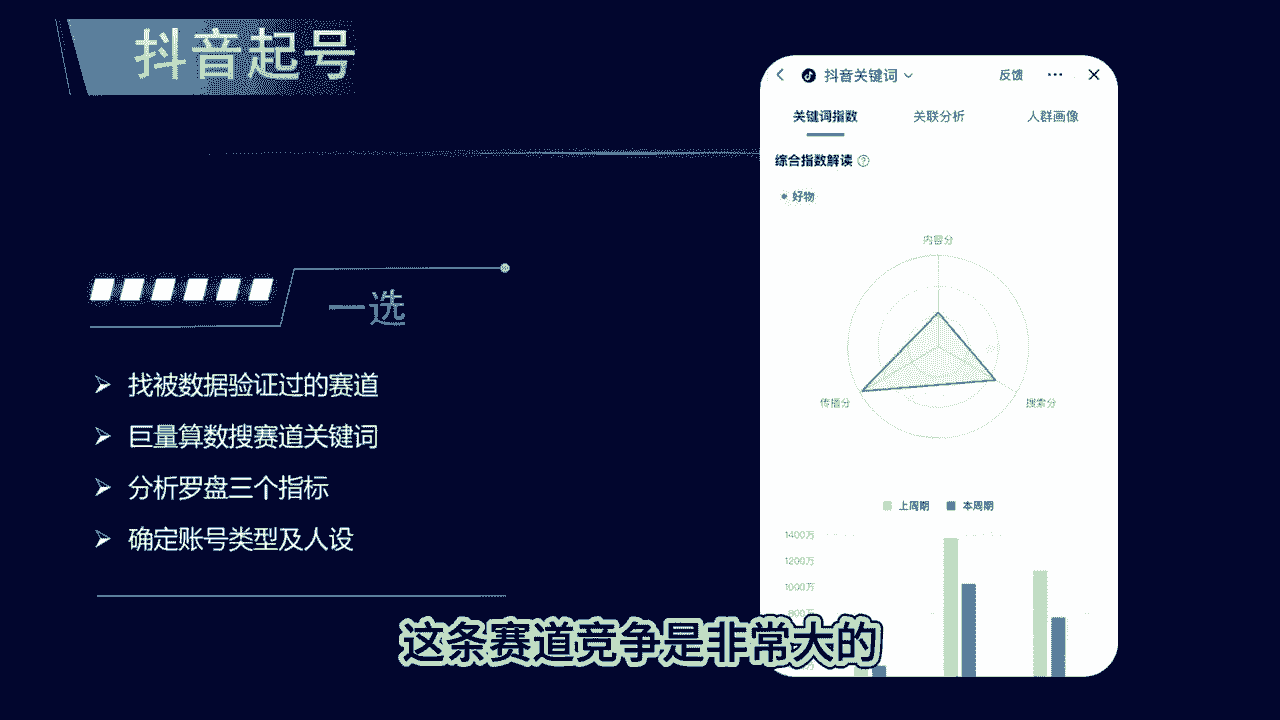 抖音起号
抖音关键词
反馈
关键词指数
关联分析
人群画像
综合指数解读
好物
内容分
传播分
搜索分
一选
找被数据验证过的赛道
巨量算数搜赛道关键词
分析罗盘三个指标
确定账号类型及人设
上周期
本周期
1400万
1200万
1000万
800万
这条赛道竞争是非常大的